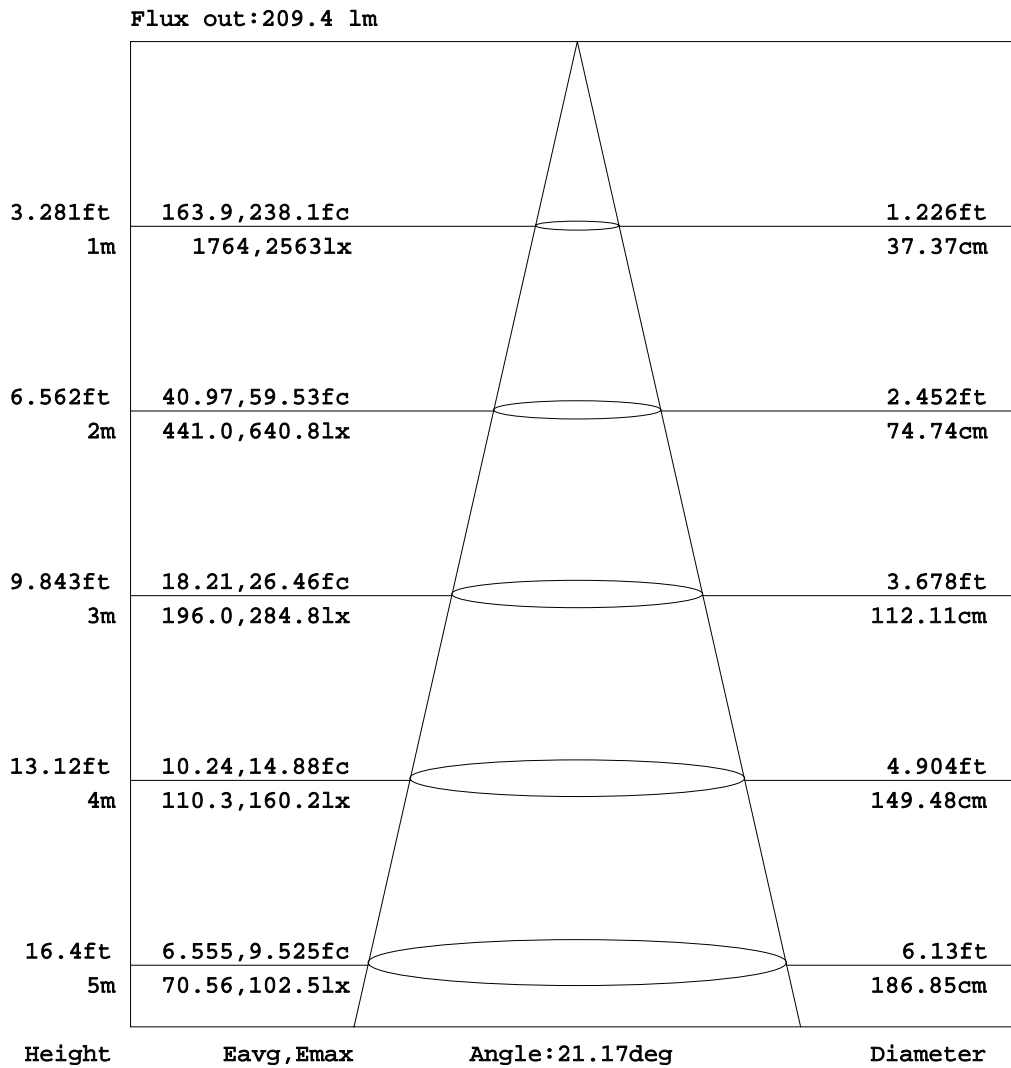 Flux out:209.4 lm
3.281ft 163.9,238.1fc 1.226ft
1m 1764,2563lx 37.37cm
6.562ft 40.97,59.53fc 2.452ft
2m 441.0,640.8lx 74.74cm
9.843ft 18.21,26.46fc 3.678ft
3m 196.0,284.8lx 112.11cm
13.12ft 10.24,14.88fc 4.904ft
4m 110.3,160.2lx 149.48cm
16.4ft 6.555,9.525fc 6.13ft
5m 70.56,102.5lx 186.85cm
Height Eavg,Emax Angle:21.17deg Diameter